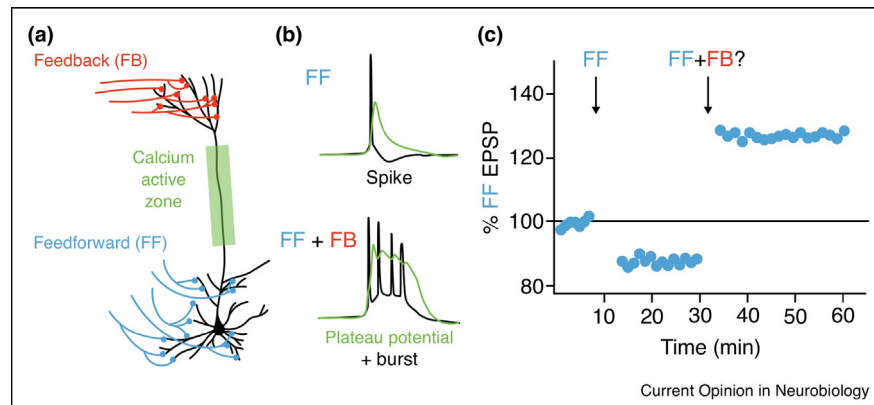 (a)
Feedback (FB)
Calcium
active
zone
Feedforward (FF)
(b)
FF
Spike
FF + FB
Plateau potential
+ burst
(c)
FF
FF+FB?
% FF EPSP
140
120
100
80
10 20 30 40 50 60
Time (min)
Current Opinion in Neurobiology